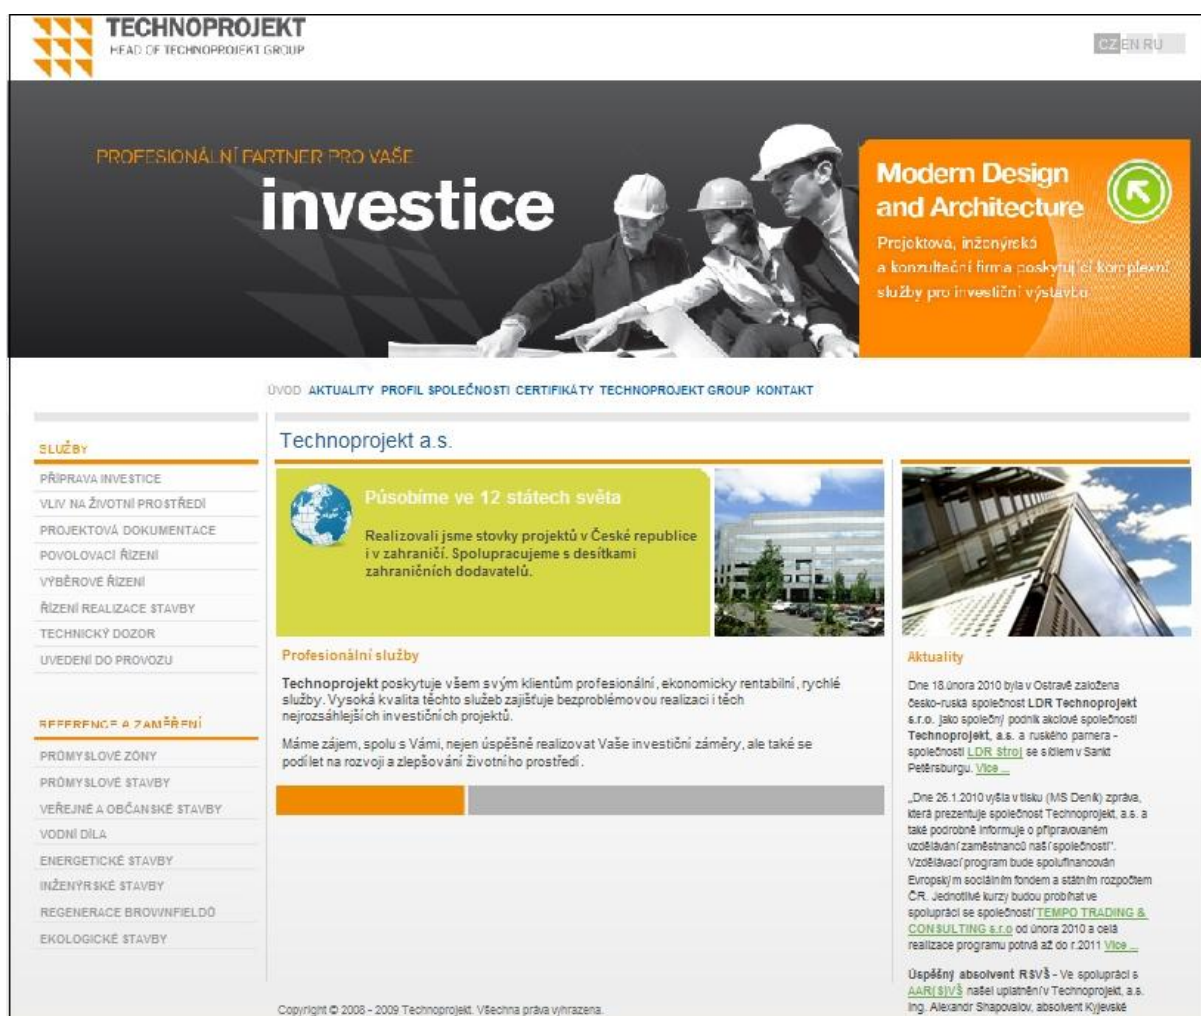 TECHNOPROJEKT
HEAD OF TECHNOPROJEKT GROUP
CZ EN RU
PROFESIONÁLNÍ PARTNER PRO VAŠE
investice
Modern Design
and Architecture
Projektová, inženýrská
a konzultační firma poskytující komplexní
služby pro investiční výstavbu
ÚVOD AKTUALITY PROFIL SPOLEČNOSTI CERTIFIKÁTY TECHNOPROJEKT GROUP KONTAKT
SLUŽBY
PŘÍPRAVA INVESTICE
VLIV NA ŽIVOTNÍ PROSTŘEDÍ
PROJEKTOVÁ DOKUMENTACE
POVOLOVACÍ ŘÍZENÍ
VÝBĚROVÉ ŘÍZENÍ
ŘÍZENÍ REALIZACE STAVBY
TECHNICKÝ DOZOR
UVEDENÍ DO PROVOZU
REFERENCE A ZAMĚŘENÍ
PRŮMYSLOVÉ ZÓNY
PRŮMYSLOVÉ STAVBY
VEŘEJNÉ A OBČANSKÉ STAVBY
VODNÍ DÍLA
ENERGETICKÉ STAVBY
INŽENÝRSKÉ STAVBY
REGENERACE BROWNFIELDŮ
EKOLOGICKÉ STAVBY
Technoprojekt a.s.
Působíme ve 12 státech světa
Realizovali jsme stovky projektů v České republice
i v zahraničí. Spolupracujeme s desítkami
zahraničních dodavatelů.
Profesionální služby
Technoprojekt poskytuje všem svým klientům profesionální, ekonomicky rentabilní, rychlé
služby. Vysoká kvalita těchto služeb zajišťuje bezproblémovou realizaci i těch
nejrozsáhlejších investičních projektů.
Máme zájem, spolu s Vámi, nejen úspěšně realizovat Vaše investiční záměry, ale také se
podílet na rozvoji a zlepšování životního prostředí.
Aktuality
Dne 18.února 2010 byla v Ostravě založena
česko-ruská společnost LDR Technoprojekt
s.r.o. jako společný podnik akciové společnosti
Technoprojekt, a.s. a ruského parnera -
společnosti LDR Stroj se sídlem v Sankt
Petěrsburgu. Více ...
„Dne 26.1.2010 vyšla v tisku (MS Deník) zpráva,
která prezentuje společnost Technoprojekt, a.s. a
také podrobně informuje o připravovaném
vzdělávání zaměstnanců naší společnosti".
Vzdělávací program bude spolufinancován
Evropským sociálním fondem a státním rozpočtem
ČR. Jednotlivé kurzy budou probíhat ve
spolupráci se společností TEMPO TRADING &
CONSULTING s.r.o od února 2010 a celá
realizace programu potrvá až do r.2011 Více ...
Úspěšný absolvent RSVŠ - Ve spolupráci s
AAR(S)VŠ našel uplatnění v Technoprojekt, a.s.
Ing. Alexandr Shapovalov, absolvent Kyjevské
Copyright © 2008 - 2009 Technoprojekt. Všechna práva vyhrazena.